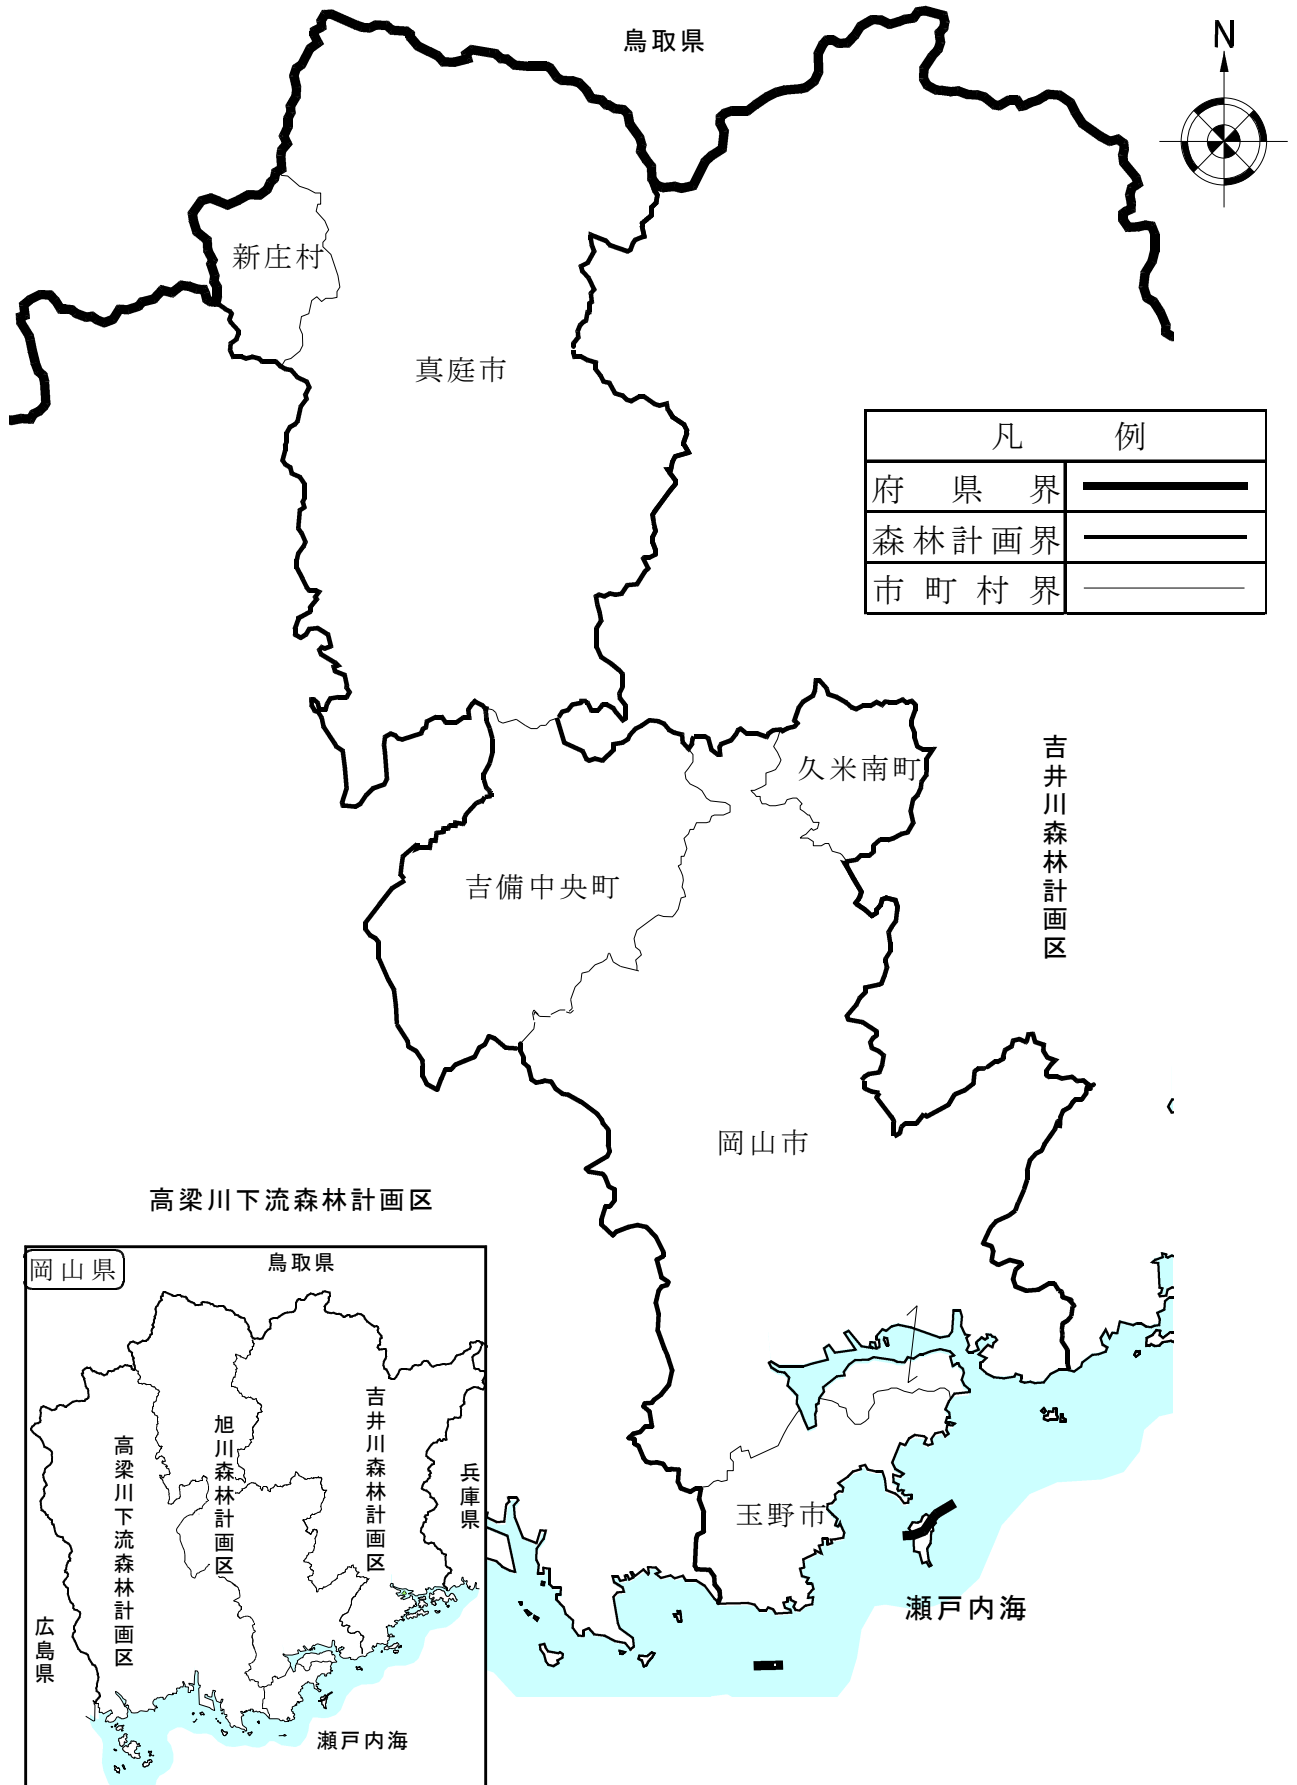 鳥取県
N
新庄村
真庭市
凡例
府県界
森林計画界
市町村界
久米南町
吉井川森林計画区
吉備中央町
岡山市
高梁川下流森林計画区
玉野市
瀬戸内海
岡山県
鳥取県
吉井川森林計画区
旭川森林計画区
高梁川下流森林計画区
兵庫県
広島県
瀬戸内海